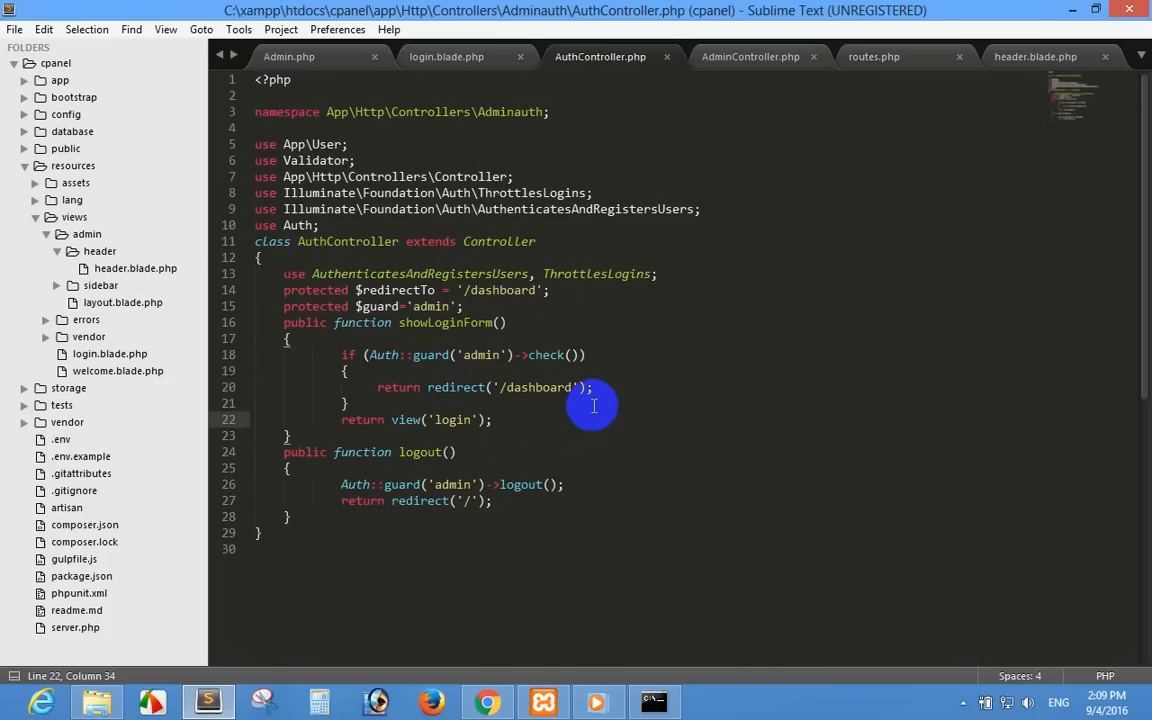 C:\xampp\htdocs\cpanel\app\Http\Controllers\Adminauth\AuthController.php (cpanel) - Sublime Text (UNREGISTERED)
File Edit Selection Find View Goto Tools Project Preferences Help
FOLDERS
cpanel
app
bootstrap
config
database
public
resources
assets
lang
views
admin
header
header.blade.php
sidebar
layout.blade.php
errors
vendor
login.blade.php
welcome.blade.php
storage
tests
vendor
.env
.env.example
.gitattributes
.gitignore
artisan
composer.json
composer.lock
gulpfile.js
package.json
phpunit.xml
readme.md
server.php
Admin.php login.blade.php AuthController.php AdminController.php routes.php header.blade.php
1 <?php
2
3 namespace App\Http\Controllers\Adminauth;
4
5 use App\User;
6 use Validator;
7 use App\Http\Controllers\Controller;
8 use Illuminate\Foundation\Auth\ThrottlesLogins;
9 use Illuminate\Foundation\Auth\AuthenticatesAndRegistersUsers;
10 use Auth;
11 class AuthController extends Controller
12 {
13 use AuthenticatesAndRegistersUsers, ThrottlesLogins;
14 protected $redirectTo = '/dashboard';
15 protected $guard='admin';
16 public function showLoginForm()
17 {
18 if (Auth::guard('admin')->check())
19 {
20 return redirect('/dashboard');
21 }
22 return view('login');
23 }
24 public function logout()
25 {
26 Auth::guard('admin')->logout();
27 return redirect('/');
28 }
29 }
30
Line 22, Column 34 Spaces: 4 PHP
ENG 2:09 PM
9/4/2016